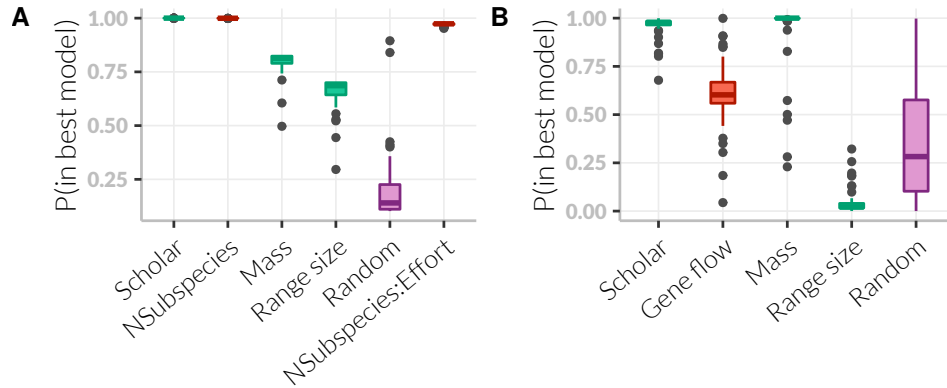 A
P(in best model)
1.00
0.75
0.50
0.25
Scholar
NSubspecies
Mass
Range size
Random
NSubspecies:Effort
B
P(in best model)
1.00
0.75
0.50
0.25
0.00
Scholar
Gene flow
Mass
Range size
Random